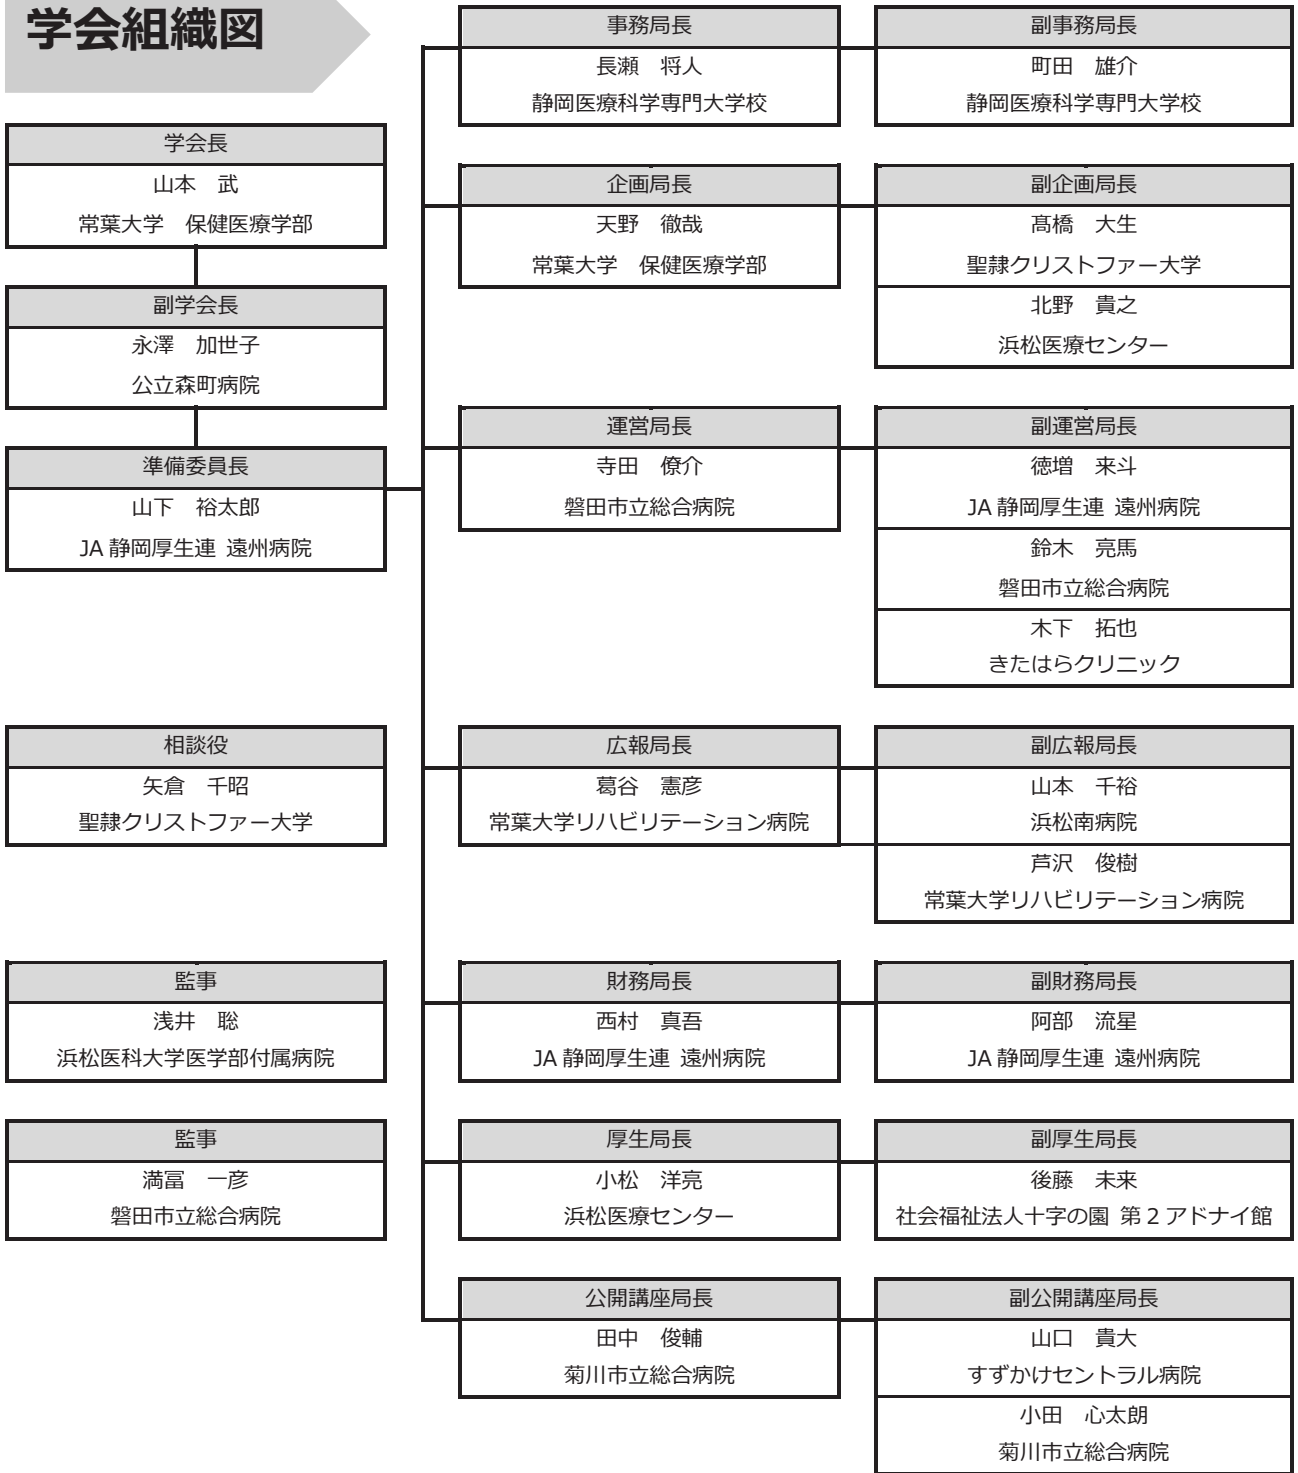 学会組織図
学会長
山本　武
常葉大学　保健医療学部
副学会長
永澤　加世子
公立森町病院
準備委員長
山下　裕太郎
JA 静岡厚生連 遠州病院
相談役
矢倉　千昭
聖隷クリストファー大学
監事
浅井　聡
浜松医科大学医学部付属病院
監事
満冨　一彦
磐田市立総合病院
事務局長
長瀬　将人
静岡医療科学専門大学校
副事務局長
町田　雄介
静岡医療科学専門大学校
企画局長
天野　徹哉
常葉大学　保健医療学部
副企画局長
髙橋　大生
聖隷クリストファー大学
北野　貴之
浜松医療センター
運営局長
寺田　僚介
磐田市立総合病院
副運営局長
徳増　来斗
JA 静岡厚生連 遠州病院
鈴木　亮馬
磐田市立総合病院
木下　拓也
きたはらクリニック
広報局長
葛谷　憲彦
常葉大学リハビリテーション病院
副広報局長
山本　千裕
浜松南病院
芦沢　俊樹
常葉大学リハビリテーション病院
財務局長
西村　真吾
JA 静岡厚生連 遠州病院
副財務局長
阿部　流星
JA 静岡厚生連 遠州病院
厚生局長
小松　洋亮
浜松医療センター
副厚生局長
後藤　未来
社会福祉法人十字の園 第 2 アドナイ館
公開講座局長
田中　俊輔
菊川市立総合病院
副公開講座局長
山口　貴大
すずかけセントラル病院
小田　心太朗
菊川市立総合病院